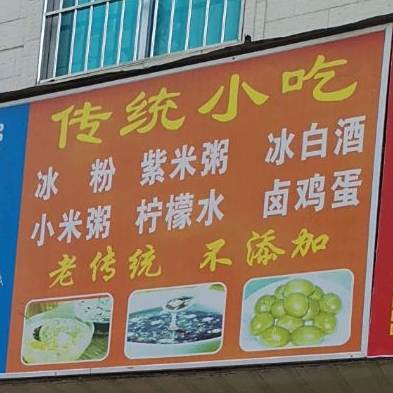 传统小吃
冰粉 紫米粥 冰白酒
小米粥 柠檬水 卤鸡蛋
老传统 不添加